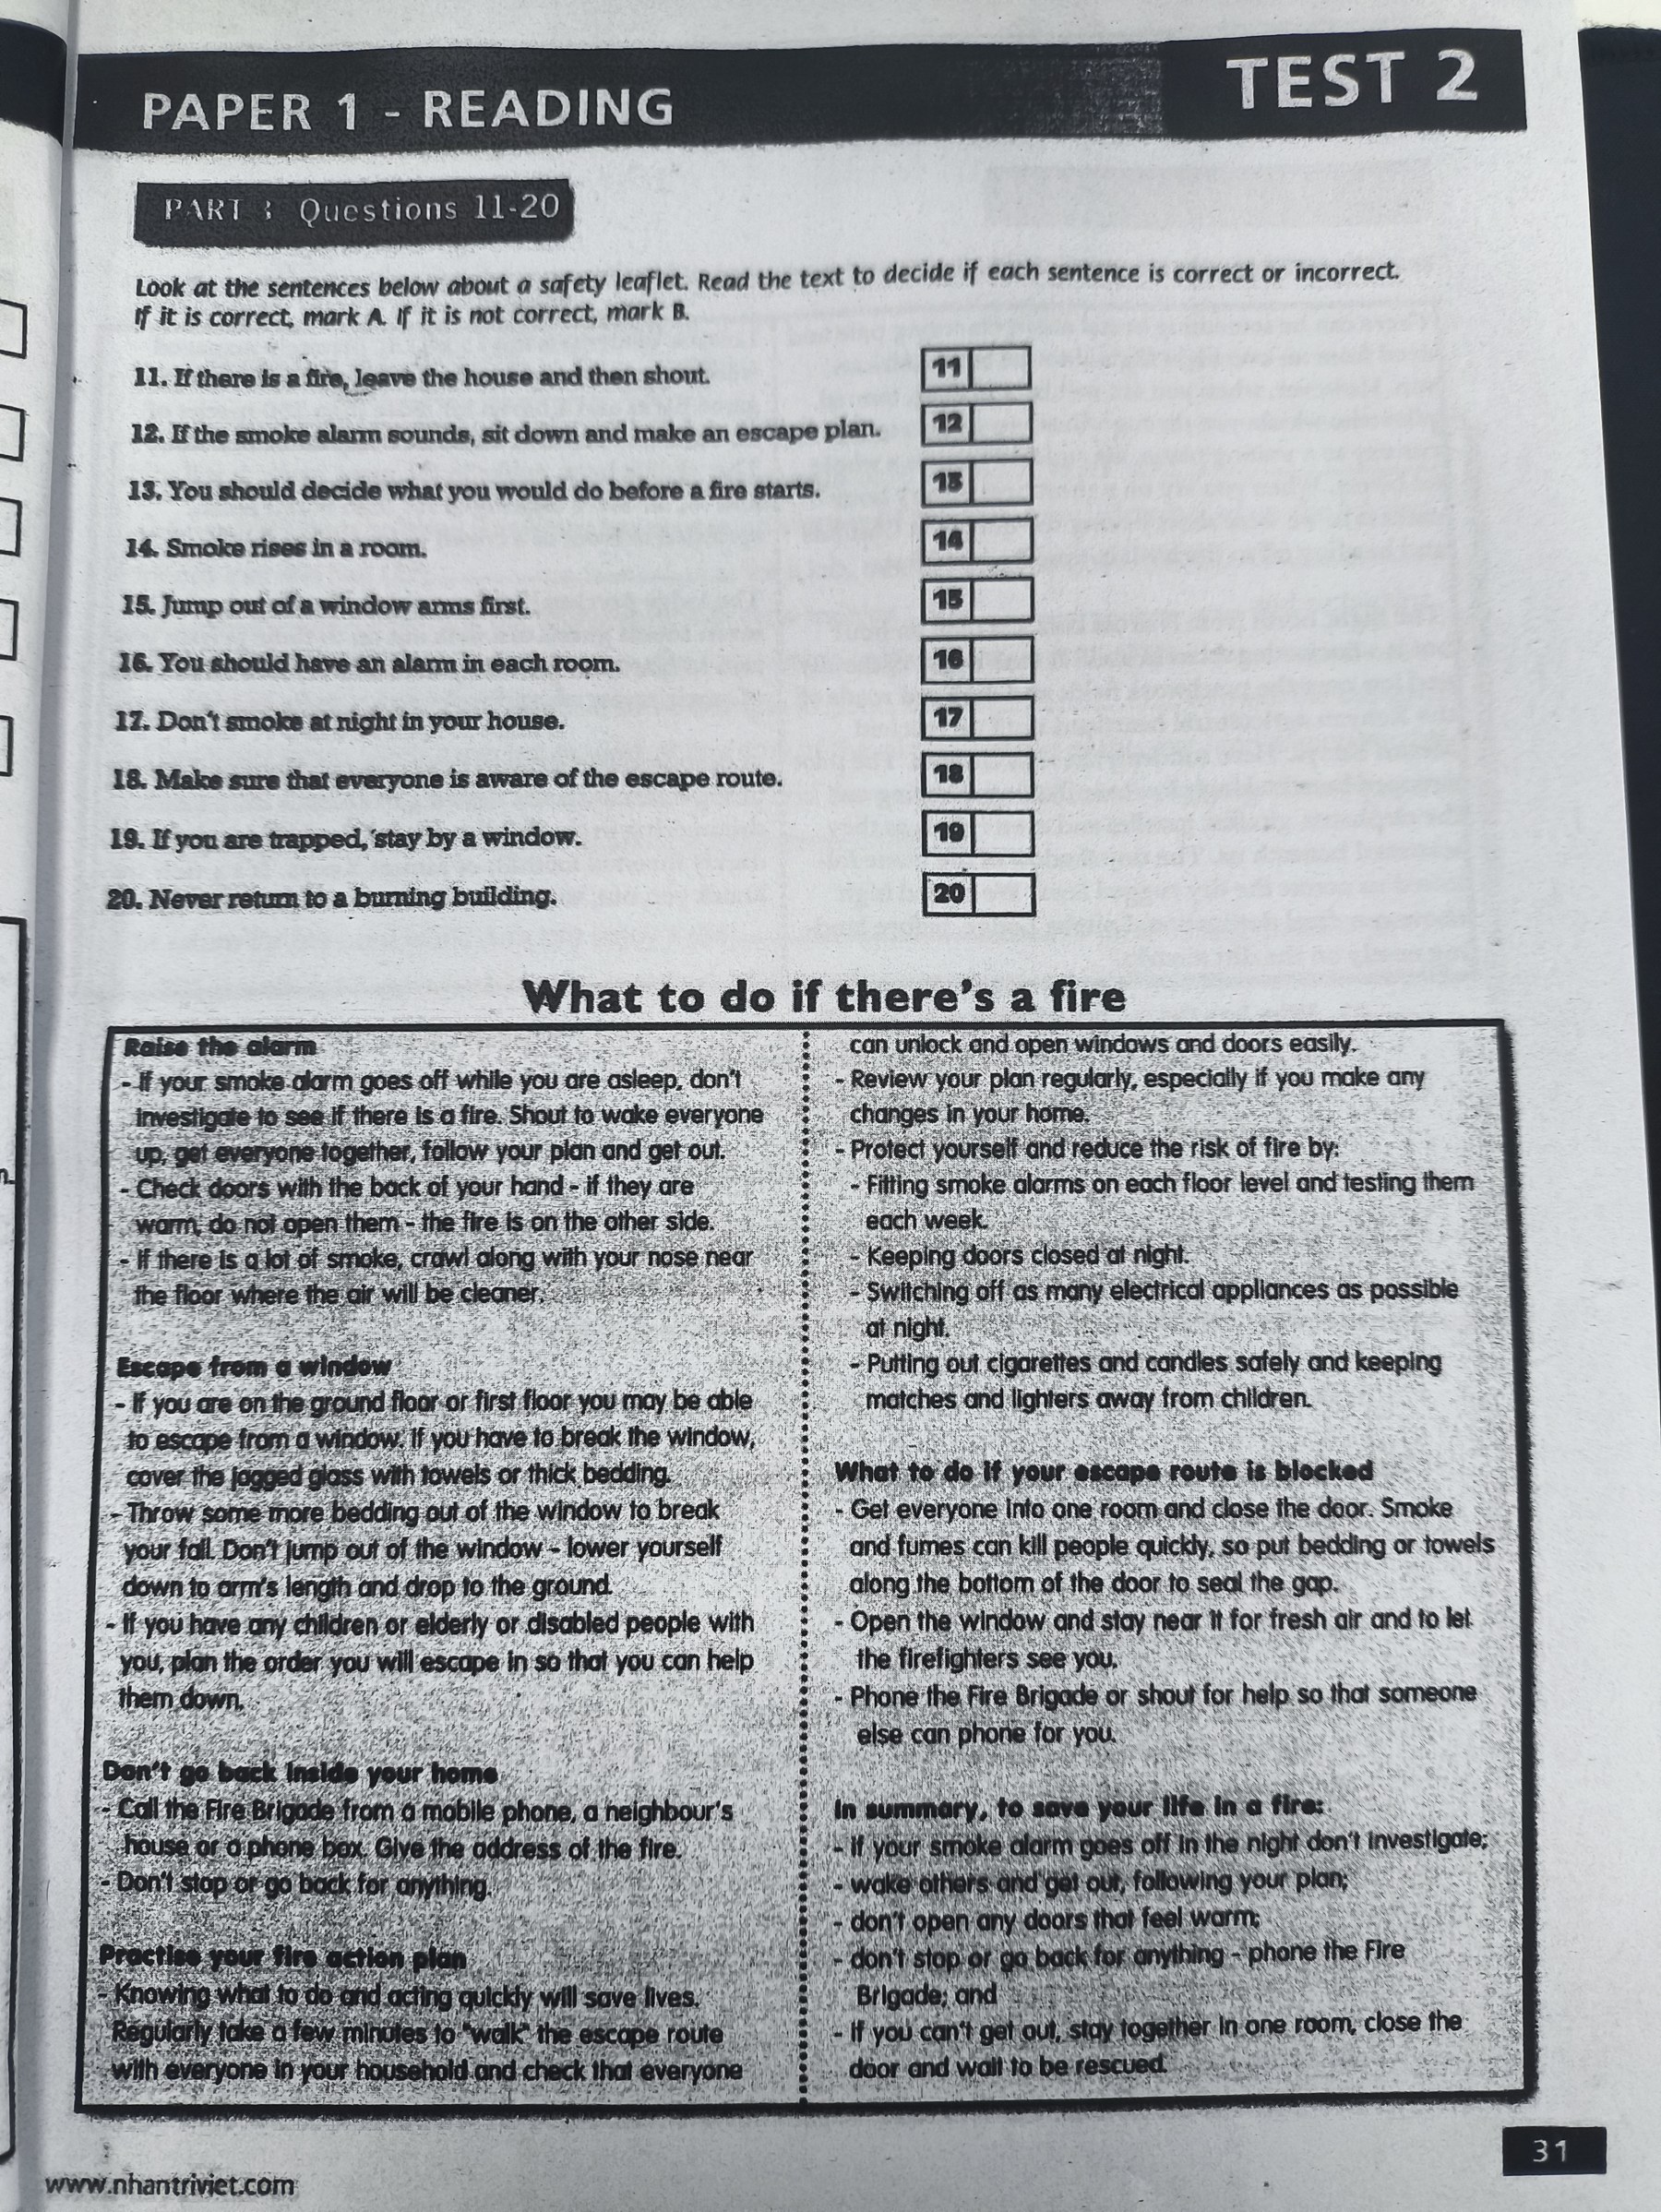 PAPER 1 - READING
TEST 2
PART 3 Questions 11-20
Look at the sentences below about a safety leaflet. Read the text to decide if each sentence is correct or incorrect.
If it is correct, mark A. If it is not correct, mark B.
11. If there is a fire, leave the house and then shout.
11
12. If the smoke alarm sounds, sit down and make an escape plan.
12
13. You should decide what you would do before a fire starts.
13
14. Smoke rises in a room.
14
15. Jump out of a window arms first.
15
16. You should have an alarm in each room.
16
17. Don't smoke at night in your house.
17
18. Make sure that everyone is aware of the escape route.
18
19. If you are trapped, stay by a window.
19
20. Never return to a burning building.
20
What to do if there's a fire
Raise the alarm
- If your smoke alarm goes off while you are asleep, don't
investigate to see if there is a fire. Shout to wake everyone
up, get everyone together, follow your plan and get out.
- Check doors with the back of your hand - if they are
warm, do not open them - the fire is on the other side.
- If there is a lot of smoke, crawl along with your nose near
the floor where the air will be cleaner.
Escape from a window
- If you are on the ground floor or first floor you may be able
to escape from a window. If you have to break the window,
cover the jagged glass with towels or thick bedding.
- Throw some more bedding out of the window to break
your fall. Don't jump out of the window - lower yourself
down to arm's length and drop to the ground.
- If you have any children or elderly or disabled people with
you, plan the order you will escape in so that you can help
them down.
Don't go back inside your home
- Call the Fire Brigade from a mobile phone, a neighbour's
house or a phone box. Give the address of the fire.
- Don't stop or go back for anything.
Practise your fire action plan
- Knowing what to do and acting quickly will save lives.
Regularly take a few minutes to "walk" the escape route
with everyone in your household and check that everyone
can unlock and open windows and doors easily.
- Review your plan regularly, especially if you make any
changes in your home.
- Protect yourself and reduce the risk of fire by:
- Fitting smoke alarms on each floor level and testing them
each week.
- Keeping doors closed at night.
- Switching off as many electrical appliances as possible
at night.
- Putting out cigarettes and candles safely and keeping
matches and lighters away from children.
What to do if your escape route is blocked
- Get everyone into one room and close the door. Smoke
and fumes can kill people quickly, so put bedding or towels
along the bottom of the door to seal the gap.
- Open the window and stay near it for fresh air and to let
the firefighters see you.
- Phone the Fire Brigade or shout for help so that someone
else can phone for you.
In summary, to save your life in a fire:
- If your smoke alarm goes off in the night don't investigate;
- wake others and get out, following your plan;
- don't open any doors that feel warm;
- don't stop or go back for anything - phone the Fire
Brigade; and
- If you can't get out, stay together in one room, close the
door and wait to be rescued.
31
www.nhantriviet.com